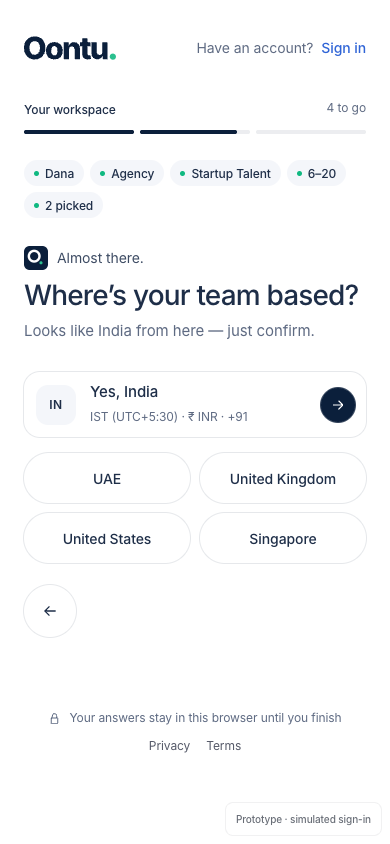 Oontu.
Have an account? Sign in
Your workspace
4 to go
Dana
Agency
Startup Talent
6–20
2 picked
Almost there.
Where’s your team based?
Looks like India from here — just confirm.
IN
Yes, India
IST (UTC+5:30) · ₹ INR · +91
UAE
United Kingdom
United States
Singapore
Your answers stay in this browser until you finish
Privacy Terms
Prototype · simulated sign-in